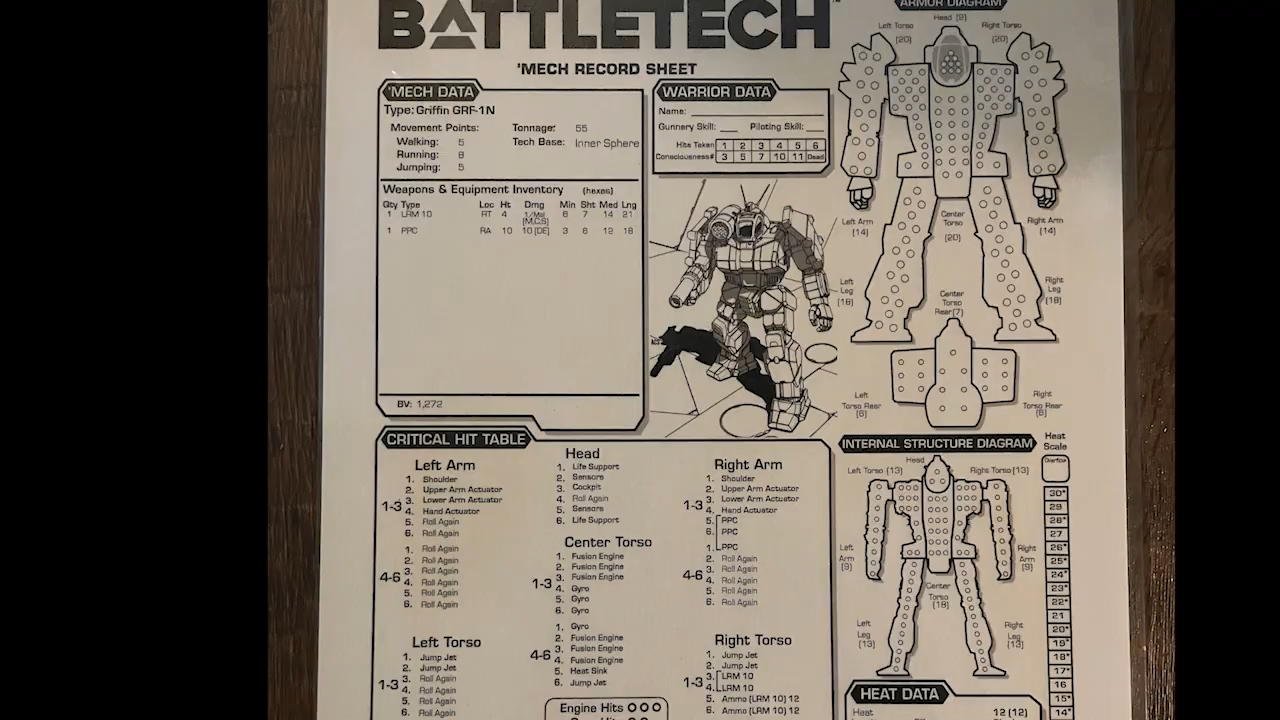 BATTLETECH™
'MECH RECORD SHEET
'MECH DATA
Type: Griffin GRF-1N
Movement Points: Tonnage: 55
Walking: 5 Tech Base: Inner Sphere
Running: 8
Jumping: 5
Weapons & Equipment Inventory (hexes)
Qty Type Loc Ht Dmg Min Sht Med Lng
1 LRM 10 RT 4 1/Msl 6 7 14 21
[M,C,S]
1 PPC RA 10 10 [DE] 3 6 12 18
BV: 1,272
WARRIOR DATA
Name:
Gunnery Skill: Piloting Skill:
Hits Taken 1 2 3 4 5 6
Consciousness# 3 5 7 10 11 Dead
ARMOR DIAGRAM
Head [9]
Left Torso
[20]
Right Torso
[20]
Left Arm
[14]
Center
Torso
[20]
Right Arm
[14]
Left
Leg
[18]
Right
Leg
[18]
Center
Torso
Rear [7]
Left
Torso Rear
[6]
Right
Torso Rear
[6]
CRITICAL HIT TABLE
Left Arm
1-3
1. Shoulder
2. Upper Arm Actuator
3. Lower Arm Actuator
4. Hand Actuator
5. Roll Again
6. Roll Again
4-6
1. Roll Again
2. Roll Again
3. Roll Again
4. Roll Again
5. Roll Again
6. Roll Again
Left Torso
1-3
1. Jump Jet
2. Jump Jet
3. Roll Again
4. Roll Again
5. Roll Again
6. Roll Again
Head
1. Life Support
2. Sensors
3. Cockpit
4. Roll Again
5. Sensors
6. Life Support
Center Torso
1-3
1. Fusion Engine
2. Fusion Engine
3. Fusion Engine
4. Gyro
5. Gyro
6. Gyro
4-6
1. Gyro
2. Fusion Engine
3. Fusion Engine
4. Fusion Engine
5. Heat Sink
6. Jump Jet
Engine Hits
Right Arm
1-3
1. Shoulder
2. Upper Arm Actuator
3. Lower Arm Actuator
4. Hand Actuator
5. PPC
6. PPC
4-6
1. PPC
2. Roll Again
3. Roll Again
4. Roll Again
5. Roll Again
6. Roll Again
Right Torso
1-3
1. Jump Jet
2. Jump Jet
3. LRM 10
4. LRM 10
5. Ammo (LRM 10) 12
6. Ammo (LRM 10) 12
INTERNAL STRUCTURE DIAGRAM
Head
Left Torso [13]
Right Torso [13]
Left
Arm
[9]
Right
Arm
[9]
Center
Torso
[18]
Left
Leg
[13]
Right
Leg
[13]
Heat
Scale
Overflow
30*
29
28*
27
26*
25*
24*
23*
22*
21
20*
19*
18*
17*
16
15*
14*
HEAT DATA
Heat 12 [12]